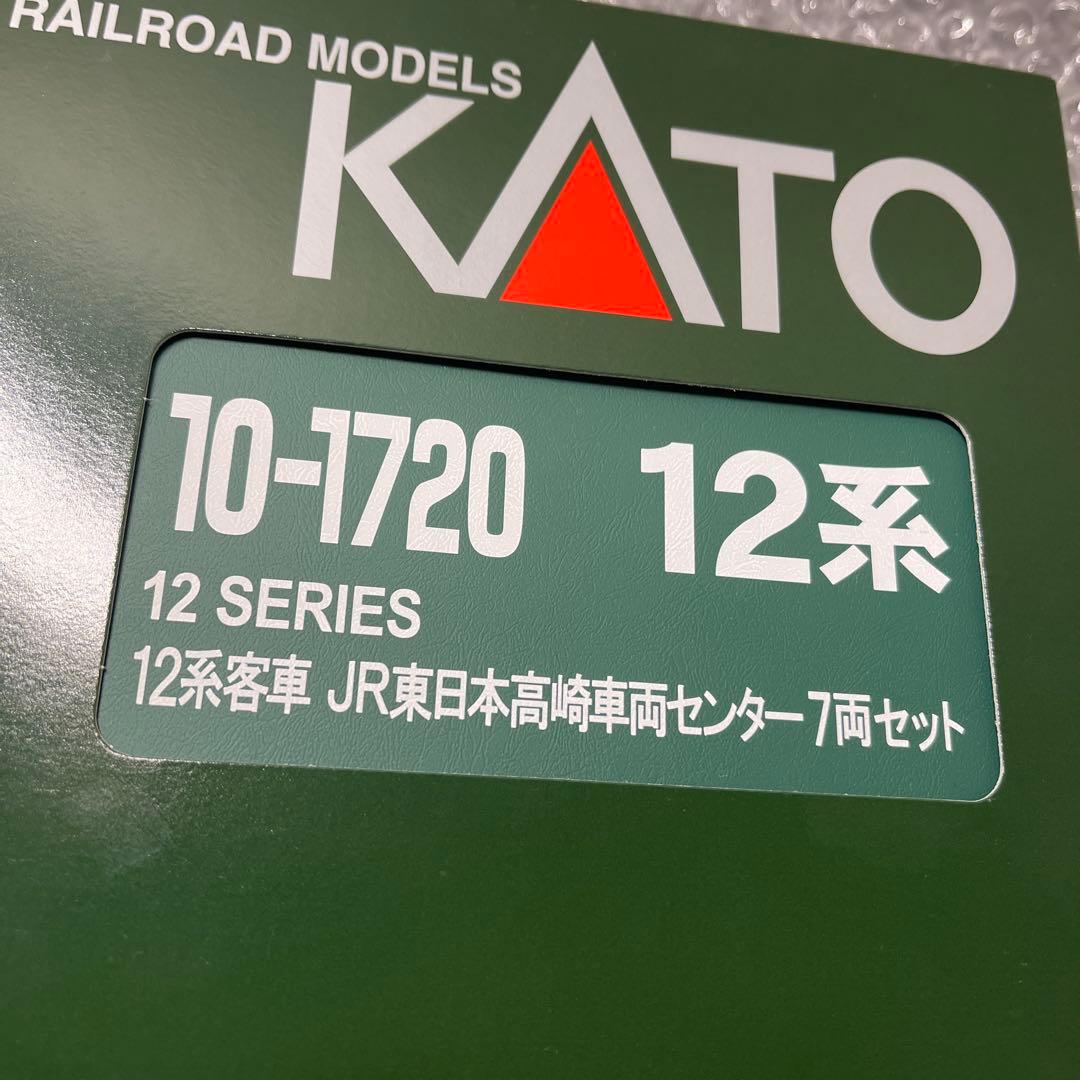 RAILROAD MODELS
KATO
10-1720 12系
12 SERIES
12系客車 JR東日本高崎車両センター 7両セット